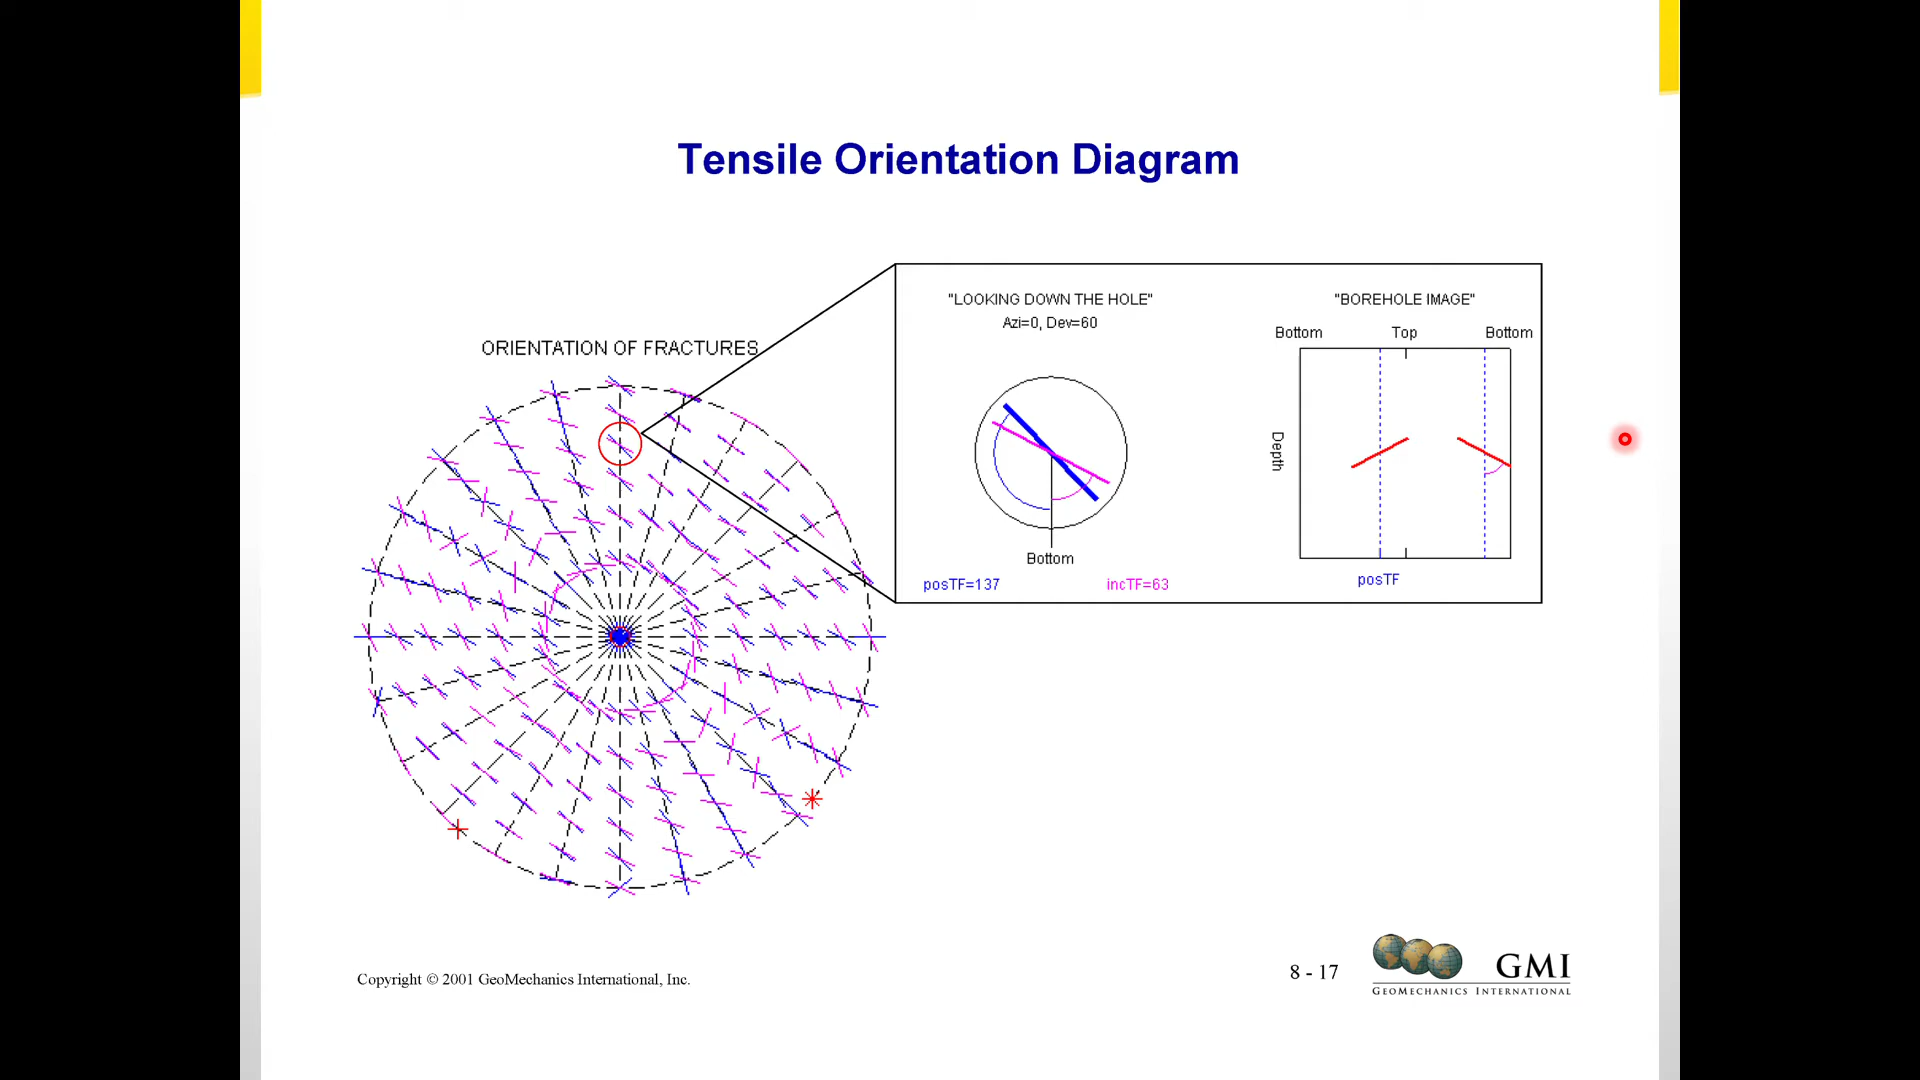 Tensile Orientation Diagram
ORIENTATION OF FRACTURES
"LOOKING DOWN THE HOLE"
Azi=0, Dev=60
Bottom
posTF=137
incTF=63
"BOREHOLE IMAGE"
Bottom Top Bottom
Depth
posTF
Copyright © 2001 GeoMechanics International, Inc.
8 - 17
GMI
GEOMECHANICS INTERNATIONAL